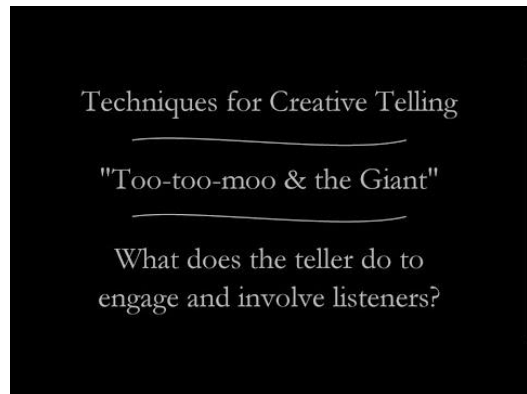 Techniques for Creative Telling
"Too-too-moo & the Giant"
What does the teller do to
engage and involve listeners?